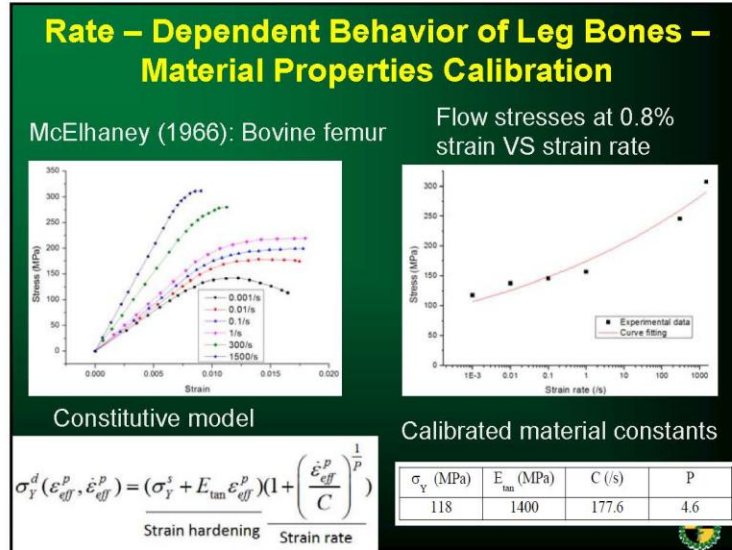 Rate – Dependent Behavior of Leg Bones –
Material Properties Calibration
McElhaney (1966): Bovine femur
Flow stresses at 0.8%
strain VS strain rate
350
300
250
200
150
100
50
0
Stress (MPa)
0.000
0.005
0.010
0.015
0.020
Strain
0.001/s
0.01/s
0.1/s
1/s
300/s
1500/s
300
250
200
150
100
50
0
Stress (MPa)
1E-3
0.01
0.1
1
10
100
1000
Strain rate (/s)
Experimental data
Curve fitting
Constitutive model
σ_Y^d(ε_eff^p, ε̇_eff^p) = (σ_Y^s + E_tan ε_eff^p)(1 + (ε̇_eff^p / C)^(1/P))
Strain hardening
Strain rate
Calibrated material constants
σ_Y (MPa) E_tan (MPa) C (/s) P
118 1400 177.6 4.6